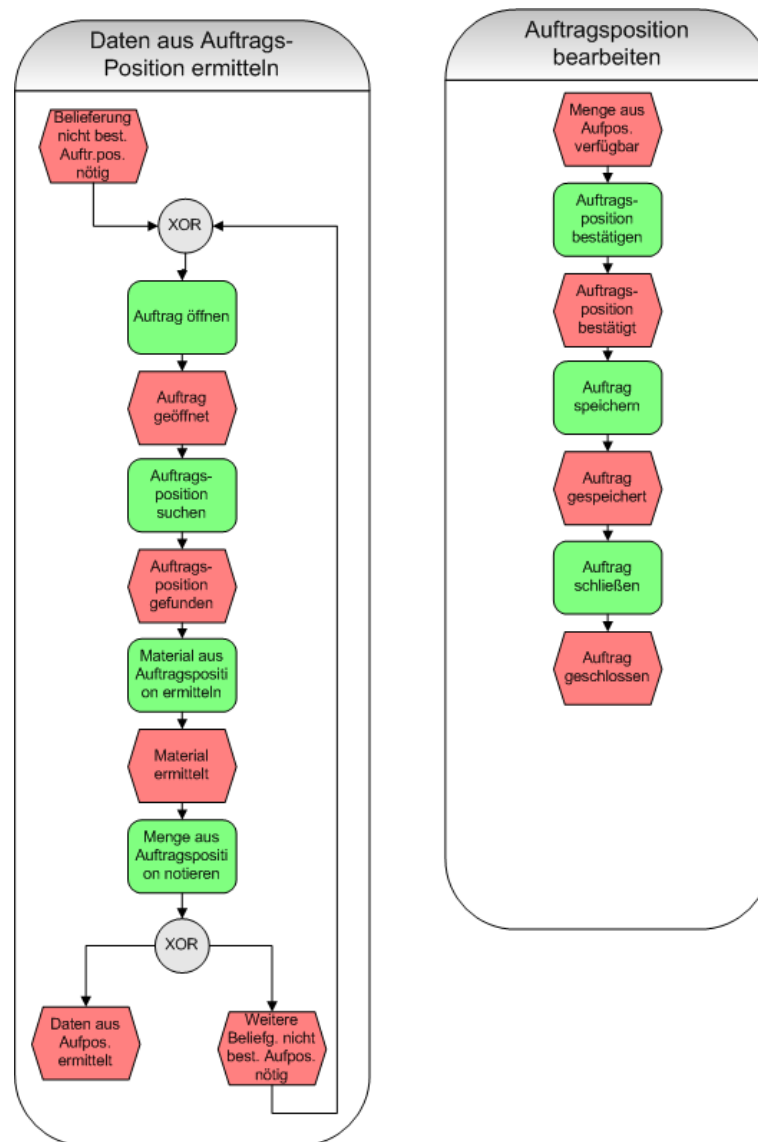 Daten aus Auftrags-
Position ermitteln
Belieferung
nicht best.
Auftr.pos.
nötig
XOR
Auftrag öffnen
Auftrag
geöffnet
Auftrags-
position
suchen
Auftrags-
position
gefunden
Material aus
Auftragspositi
on ermitteln
Material
ermittelt
Menge aus
Auftragspositi
on notieren
XOR
Daten aus
Aufpos.
ermittelt
Weitere
Beliefg. nicht
best. Aufpos.
nötig
Auftragsposition
bearbeiten
Menge aus
Aufpos.
verfügbar
Auftrags-
position
bestätigen
Auftrags-
position
bestätigt
Auftrag
speichern
Auftrag
gespeichert
Auftrag
schließen
Auftrag
geschlossen